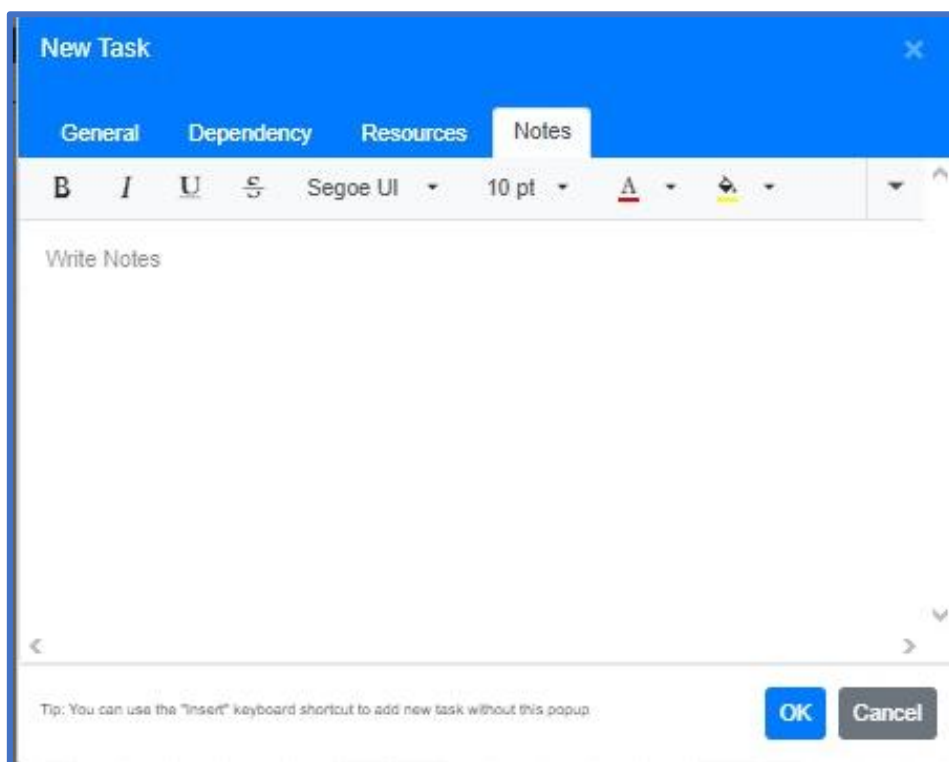 New Task
General Dependency Resources Notes
B I U S Segoe UI 10 pt A
Write Notes
Tip: You can use the "Insert" keyboard shortcut to add new task without this popup
OK Cancel